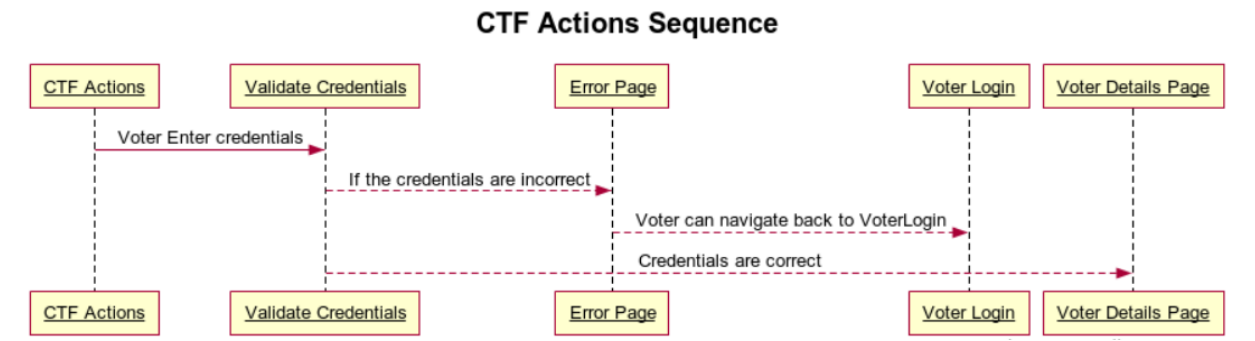 CTF Actions Sequence
CTF Actions Validate Credentials Error Page Voter Login Voter Details Page
Voter Enter credentials
If the credentials are incorrect
Voter can navigate back to VoterLogin
Credentials are correct
CTF Actions Validate Credentials Error Page Voter Login Voter Details Page